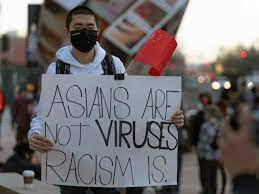 ASIANS ARE
NOT VIRUSES
RACISM IS.